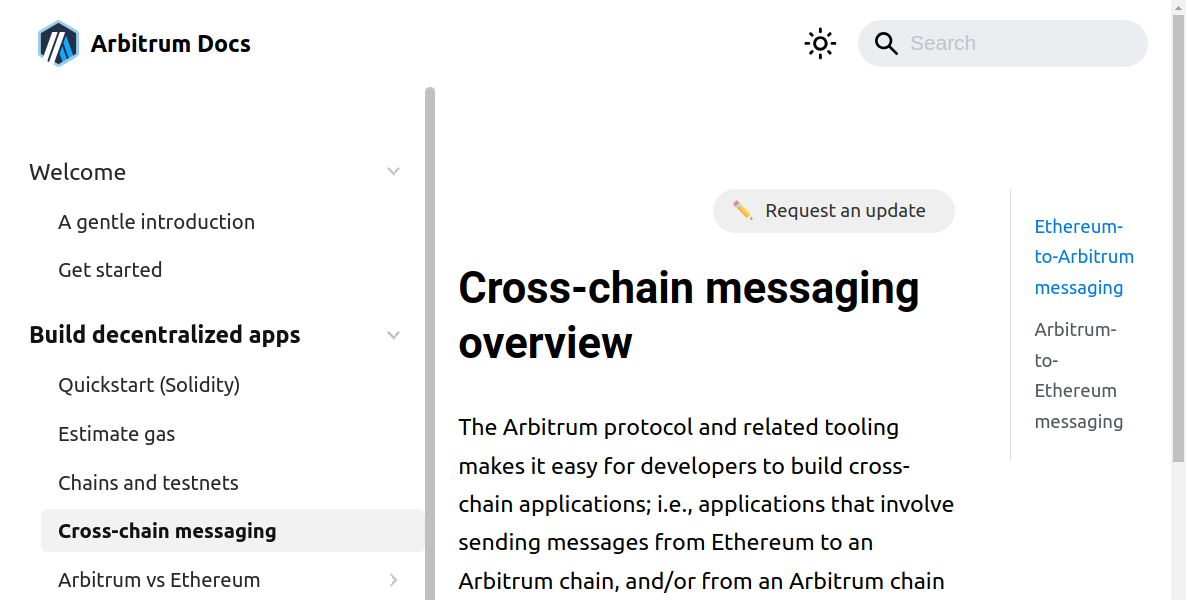 Arbitrum Docs
Search
Welcome
A gentle introduction
Get started
Build decentralized apps
Quickstart (Solidity)
Estimate gas
Chains and testnets
Cross-chain messaging
Arbitrum vs Ethereum
Request an update
Cross-chain messaging
overview
The Arbitrum protocol and related tooling
makes it easy for developers to build cross-
chain applications; i.e., applications that involve
sending messages from Ethereum to an
Arbitrum chain, and/or from an Arbitrum chain
Ethereum-
to-Arbitrum
messaging
Arbitrum-
to-
Ethereum
messaging